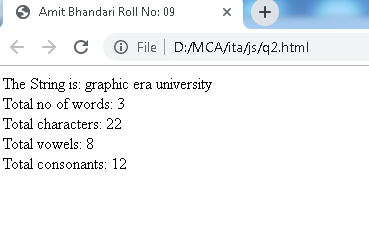 Amit Bhandari Roll No: 09
File | D:/MCA/ita/js/q2.html
The String is: graphic era university
Total no of words: 3
Total characters: 22
Total vowels: 8
Total consonants: 12